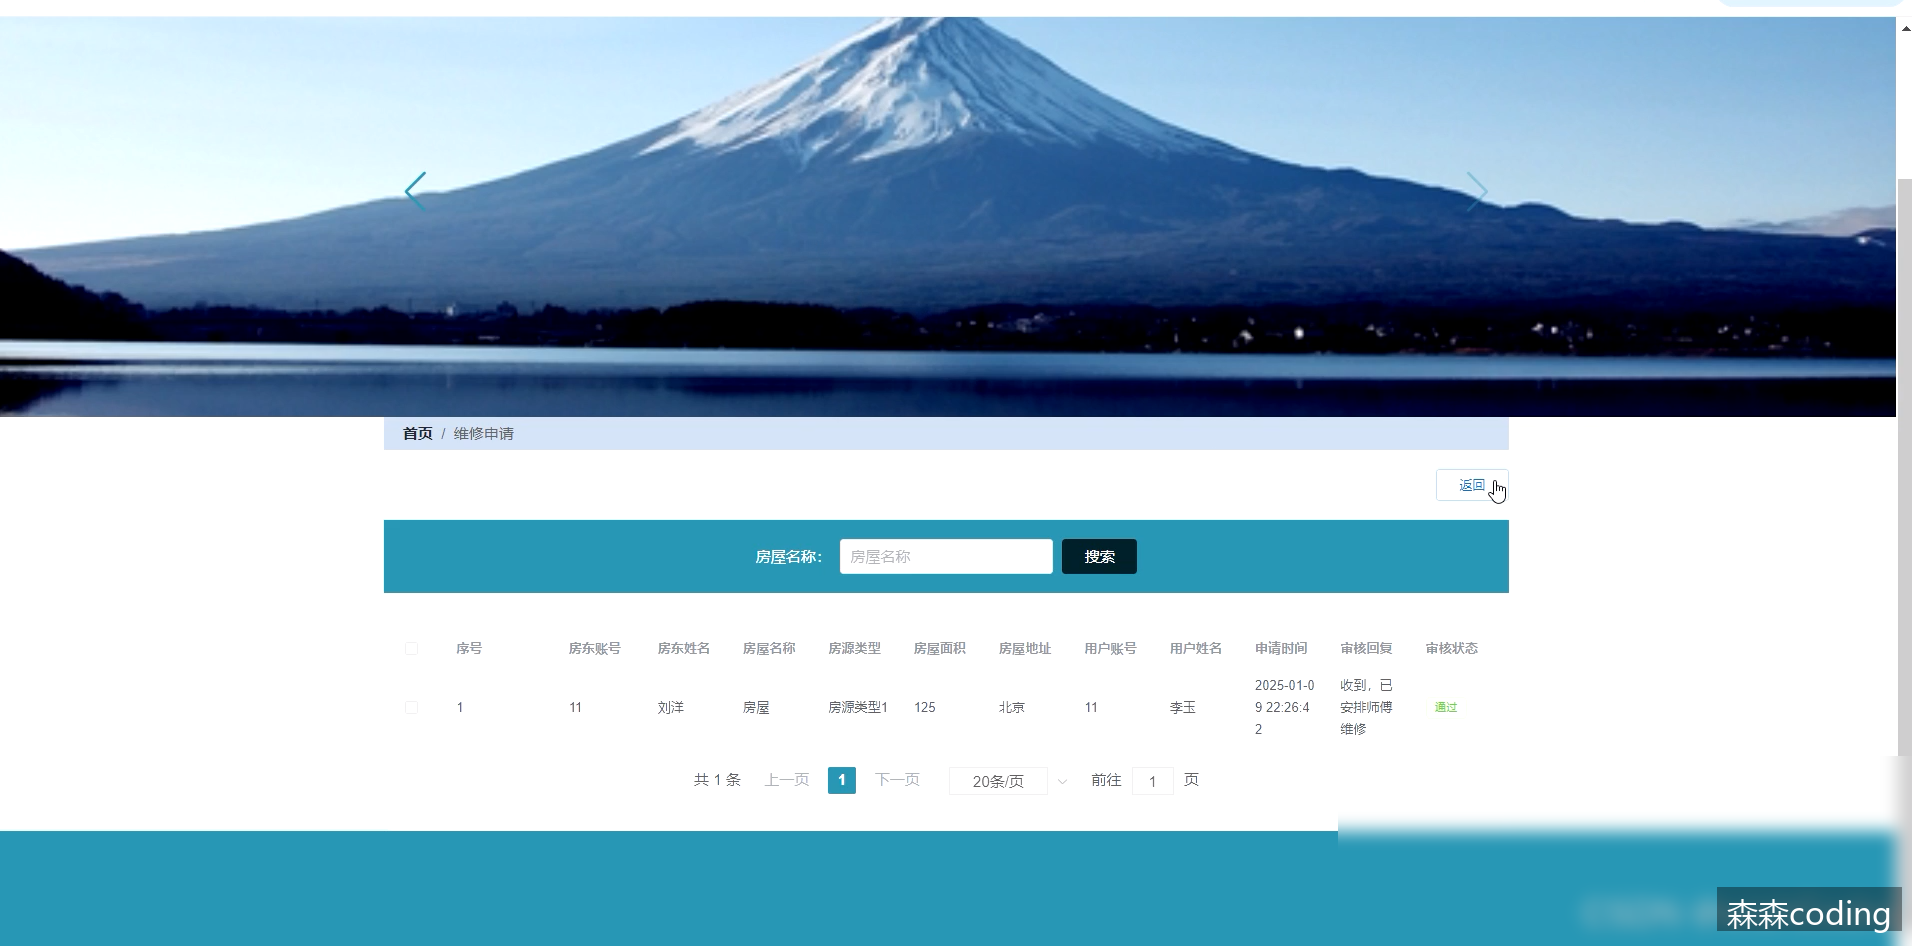 首页 / 维修申请
返回
房屋名称: 房屋名称 搜索
序号 房东账号 房东姓名 房屋名称 房源类型 房屋面积 房屋地址 用户账号 用户姓名 申请时间 审核回复 审核状态
1 11 刘洋 房屋 房源类型1 125 北京 11 李玉 2025-01-0 收到，已 通过
9 22:26:4 安排师傅
2 维修
共 1 条 上一页 1 下一页 20条/页 前往 1 页
森森coding